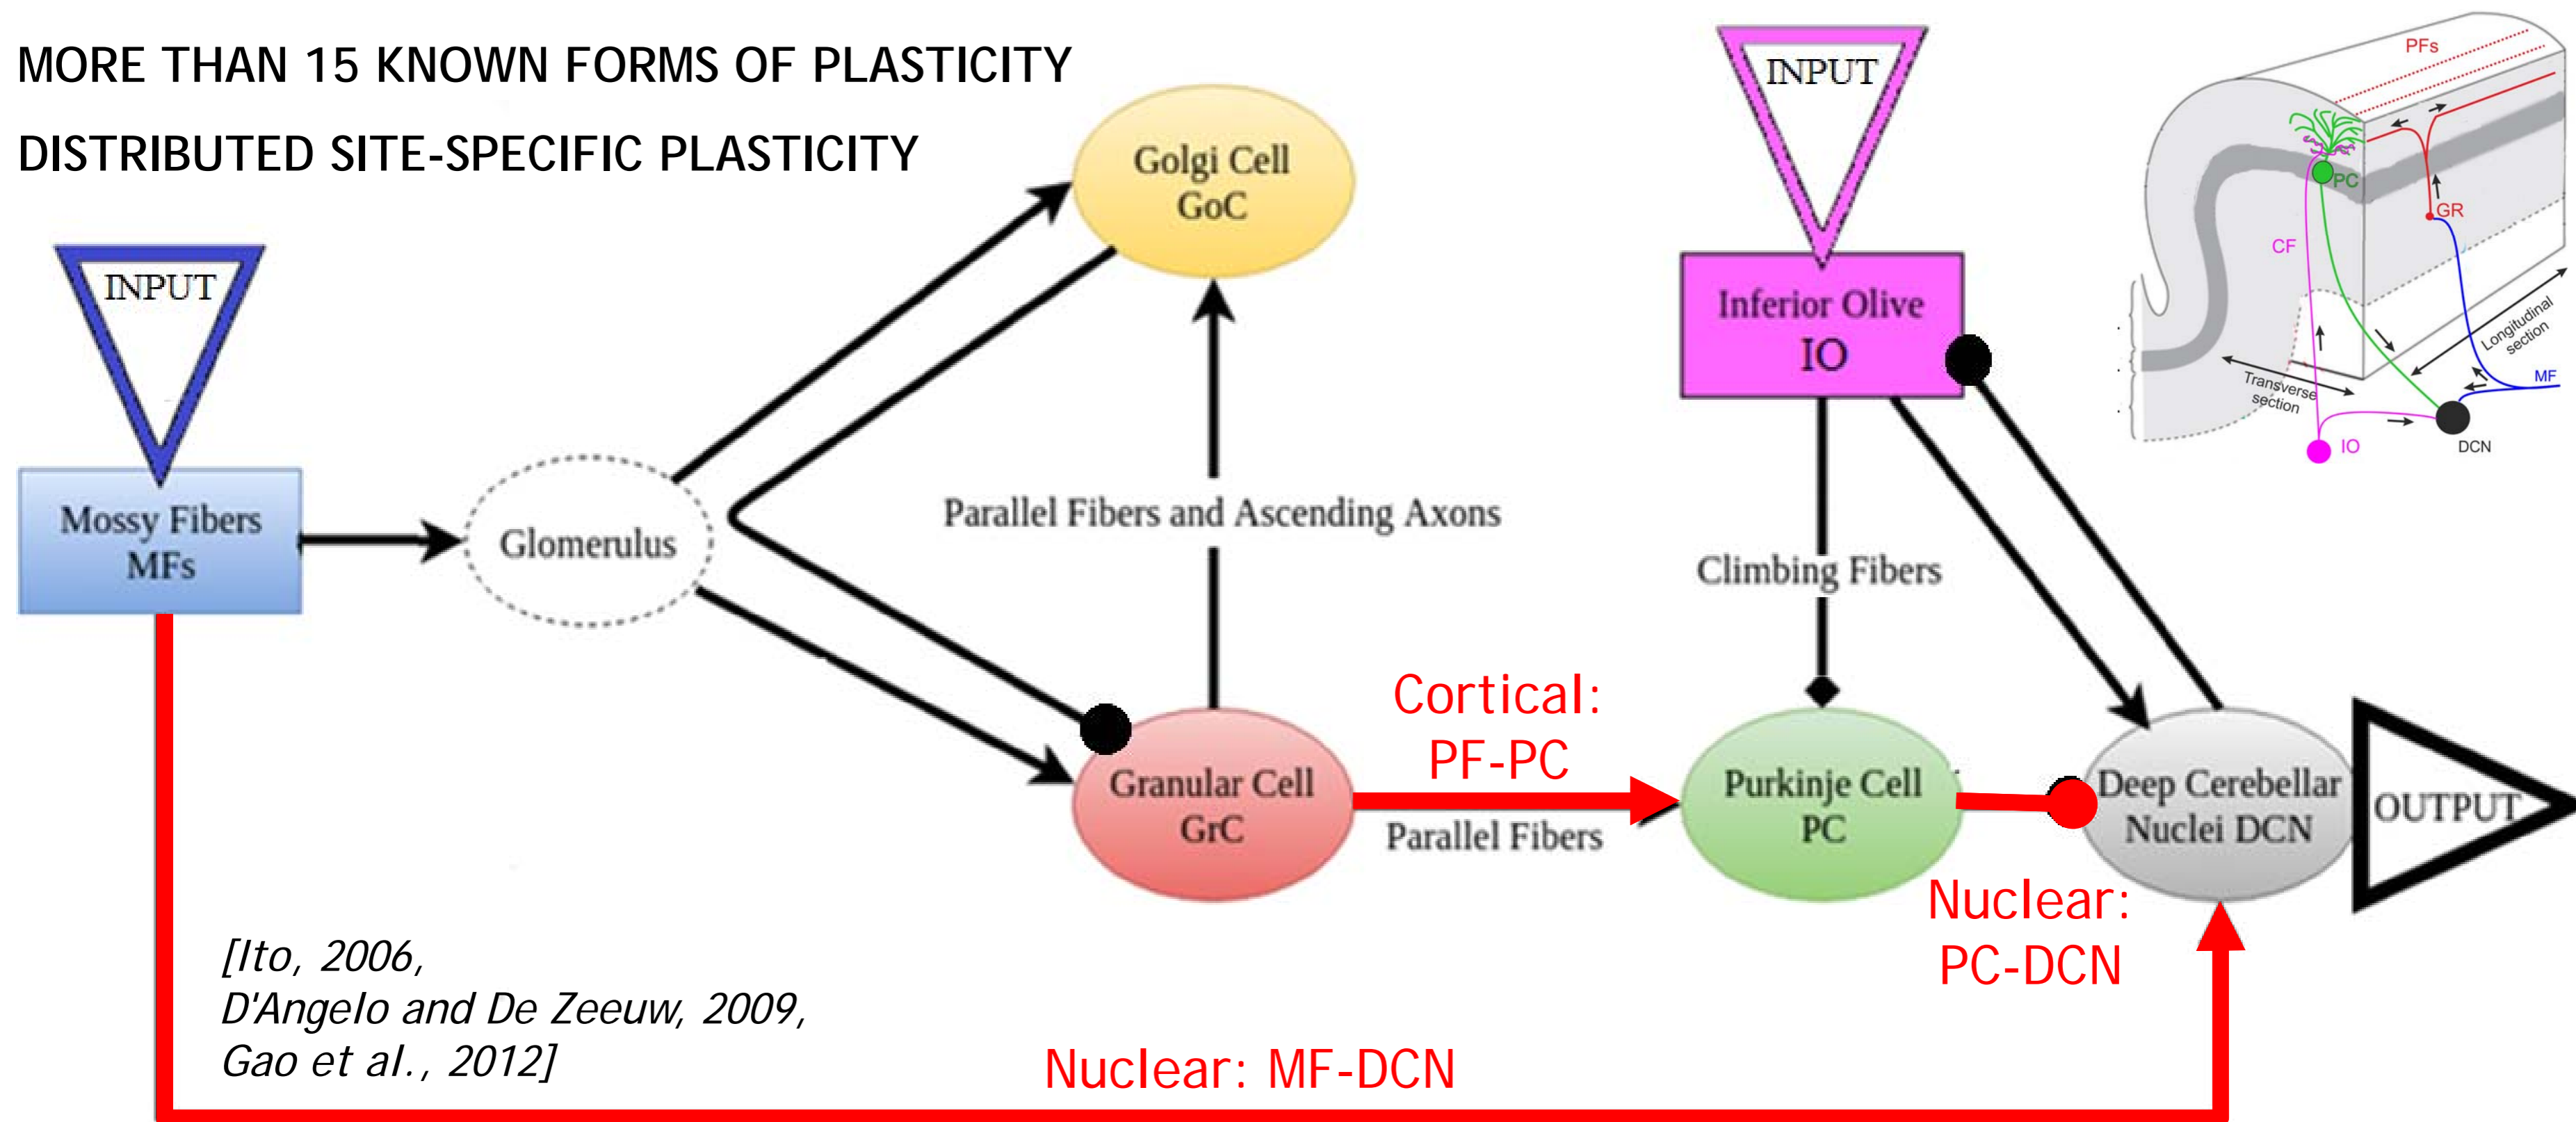 MORE THAN 15 KNOWN FORMS OF PLASTICITY
DISTRIBUTED SITE-SPECIFIC PLASTICITY
INPUT
Mossy Fibers
MFs
Glomerulus
Golgi Cell
GoC
Parallel Fibers and Ascending Axons
Granular Cell
GrC
Cortical:
PF-PC
Parallel Fibers
INPUT
Inferior Olive
IO
Climbing Fibers
Purkinje Cell
PC
Nuclear:
PC-DCN
Deep Cerebellar
Nuclei DCN
OUTPUT
Nuclear: MF-DCN
[Ito, 2006,
D'Angelo and De Zeeuw, 2009,
Gao et al., 2012]
PFs
PC
GR
CF
Longitudinal
section
Transverse
section
MF
IO
DCN